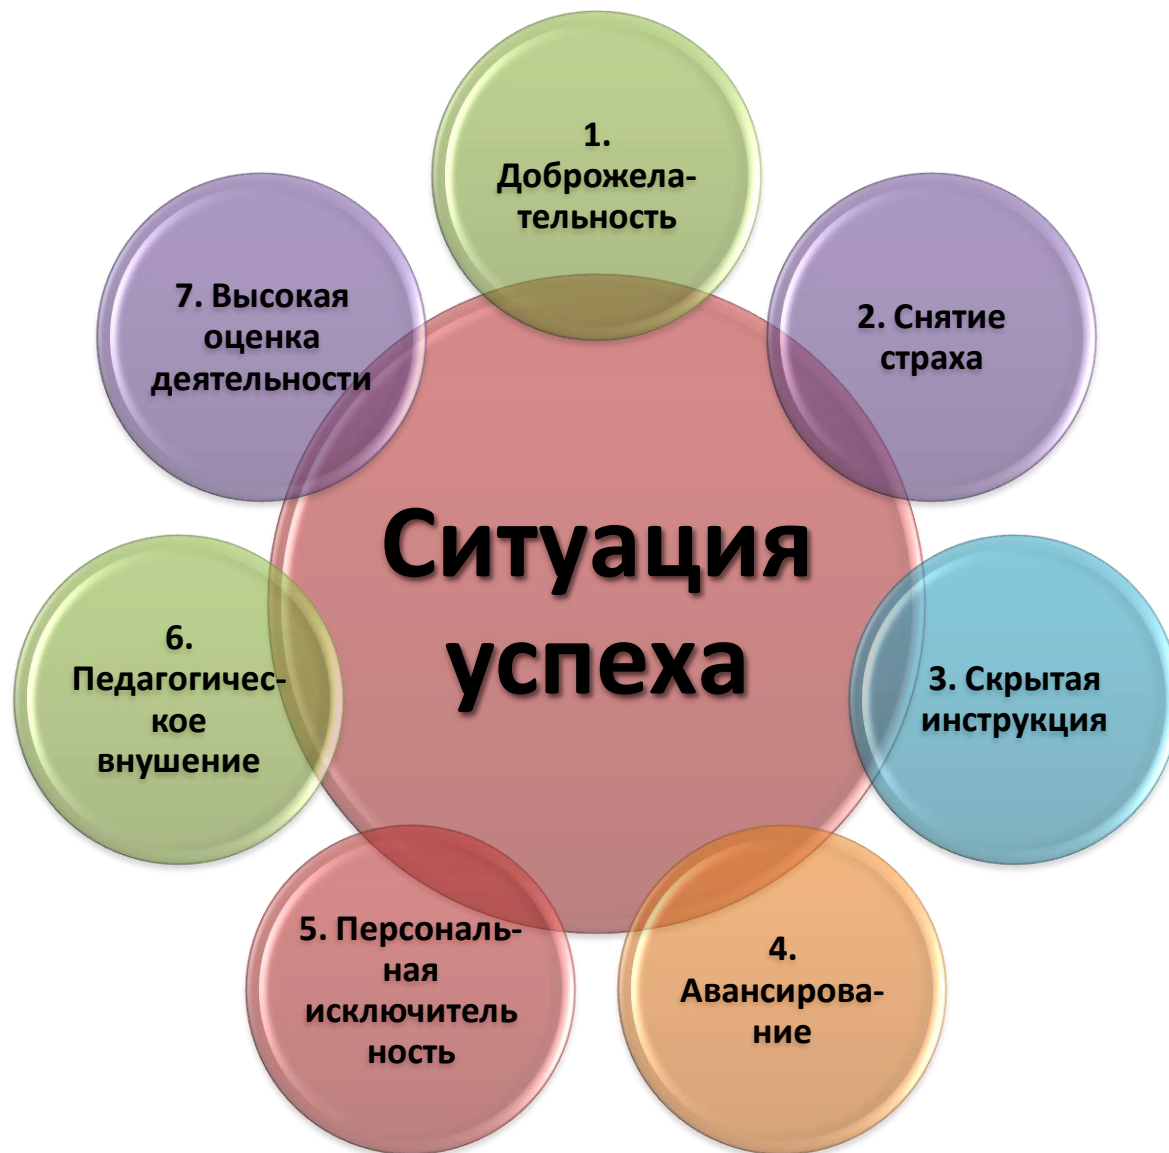 1.
Доброжела-
тельность
2. Снятие
страха
3. Скрытая
инструкция
4.
Авансирова-
ние
5. Персональ-
ная
исключитель
ность
6.
Педагогичес-
кое
внушение
7. Высокая
оценка
деятельности
Ситуация
успеха